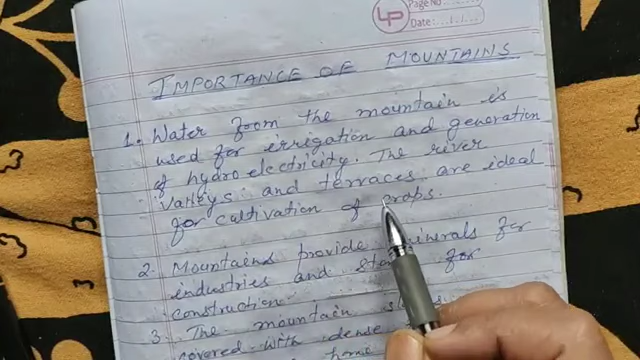 LP
Page No:
Date: .../.../...
IMPORTANCE OF MOUNTAINS
1. Water from the mountain is
used for irrigation and generation
of hydroelectricity. The river
valleys and terraces are ideal
for cultivation of crops.
2. Mountains provide minerals for
industries and for
construction.
3. The mountain
covered with dense
home